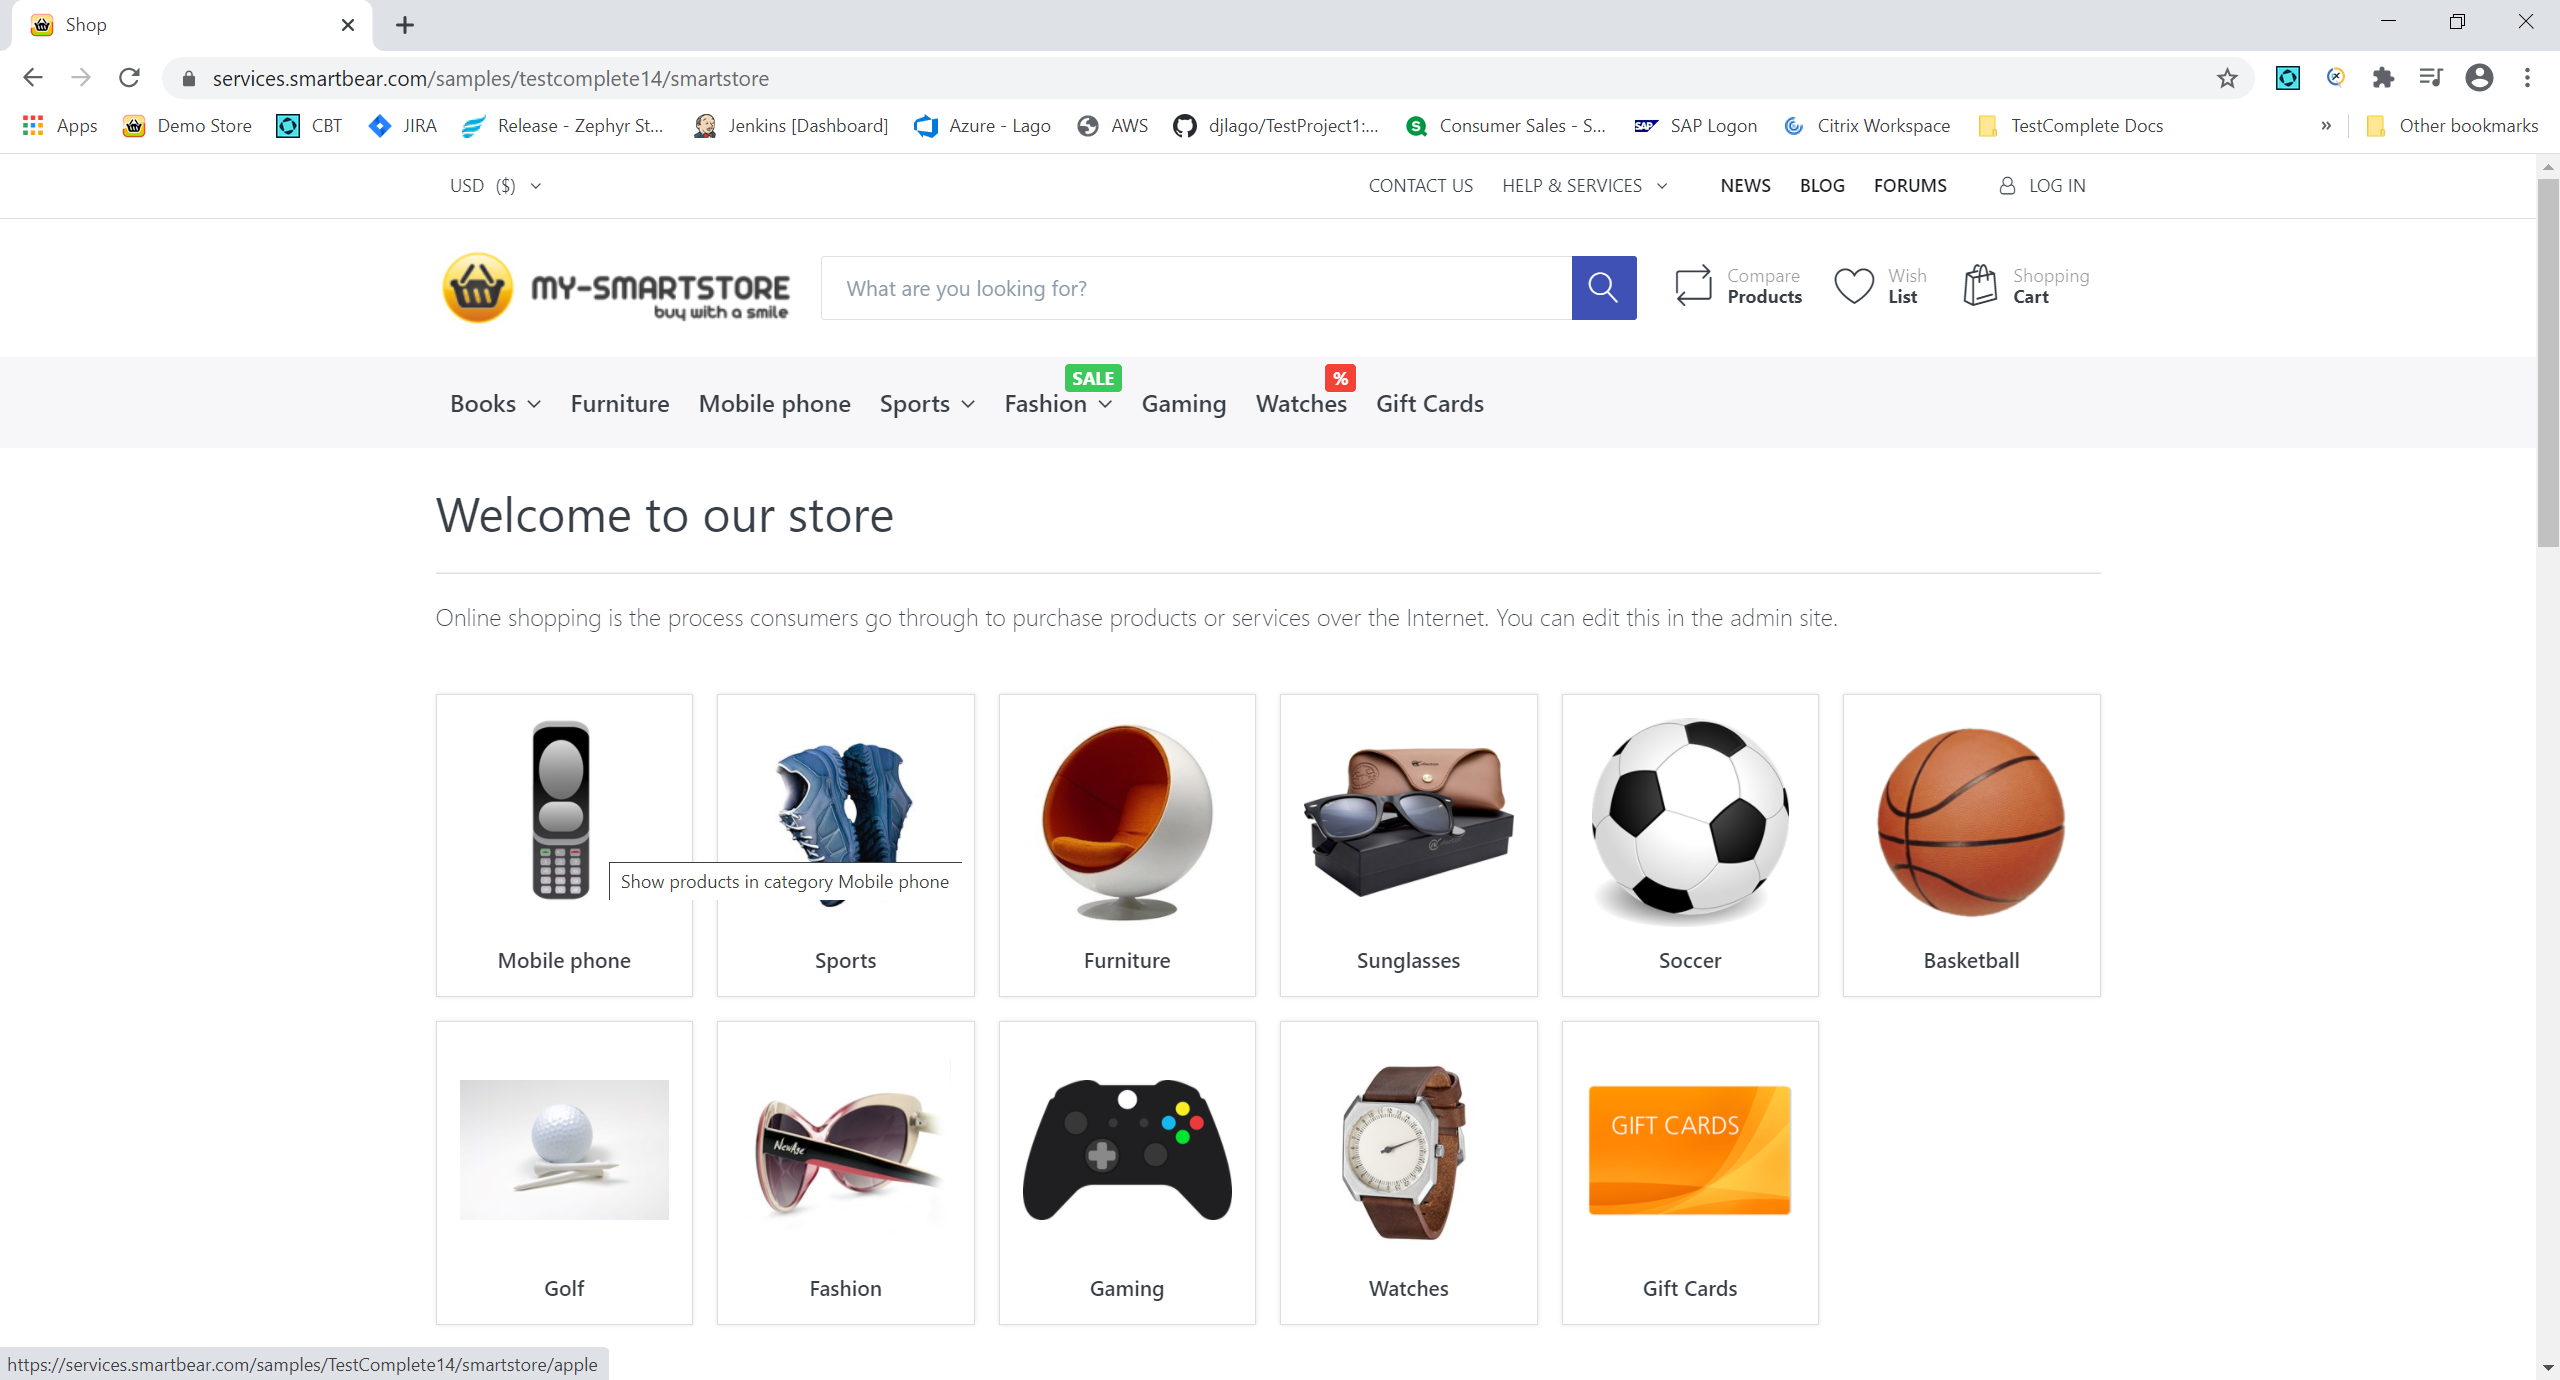 Shop
services.smartbear.com/samples/testcomplete14/smartstore
Apps Demo Store CBT JIRA Release - Zephyr St... Jenkins [Dashboard] Azure - Lago AWS djlago/TestProject1:... Consumer Sales - S... SAP Logon Citrix Workspace TestComplete Docs » Other bookmarks
USD ($) CONTACT US HELP & SERVICES NEWS BLOG FORUMS LOG IN
MY-SMARTSTORE
buy with a smile
What are you looking for?
Compare Products
Wish List
Shopping Cart
SALE %
Books Furniture Mobile phone Sports Fashion Gaming Watches Gift Cards
Welcome to our store
Online shopping is the process consumers go through to purchase products or services over the Internet. You can edit this in the admin site.
Show products in category Mobile phone
Mobile phone Sports Furniture Sunglasses Soccer Basketball
NewAge
GIFT CARDS
Golf Fashion Gaming Watches Gift Cards
https://services.smartbear.com/samples/TestComplete14/smartstore/apple